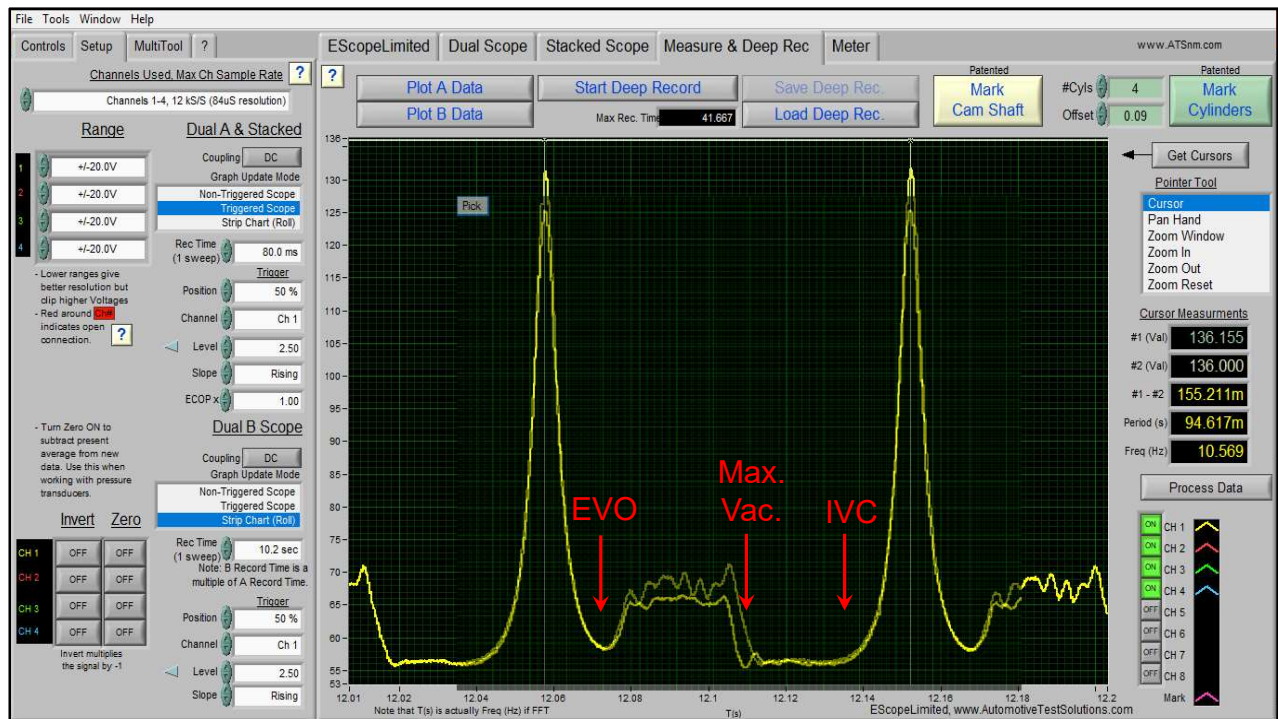 File Tools Window Help
Controls Setup MultiTool ?
EScopeLimited Dual Scope Stacked Scope Measure & Deep Rec Meter
www.ATSnm.com
Channels Used, Max Ch Sample Rate ?
Channels 1-4, 12 kS/S (84uS resolution)
Range
1 +/-20.0V
2 +/-20.0V
3 +/-20.0V
4 +/-20.0V
- Lower ranges give
better resolution but
clip higher Voltages
- Red around Ch#
indicates open
connection. ?
Dual A & Stacked
Coupling DC
Graph Update Mode
Non-Triggered Scope
Triggered Scope
Strip Chart (Roll)
Rec Time
(1 sweep) 80.0 ms
Trigger
Position 50 %
Channel Ch 1
Level 2.50
Slope Rising
ECOP x 1.00
- Turn Zero ON to
subtract present
average from new
data. Use this when
working with pressure
transducers.
Invert Zero
CH 1 OFF OFF
CH 2 OFF OFF
CH 3 OFF OFF
CH 4 OFF OFF
Invert multiplies
the signal by -1
Dual B Scope
Coupling DC
Graph Update Mode
Non-Triggered Scope
Triggered Scope
Strip Chart (Roll)
Rec Time
(1 sweep) 10.2 sec
Note: B Record Time is a
multiple of A Record Time.
Trigger
Position 50 %
Channel Ch 1
Level 2.50
Slope Rising
?
Plot A Data Start Deep Record Save Deep Rec.
Plot B Data Max Rec. Time 41.667 Load Deep Rec.
Patented
Mark
Cam Shaft
#Cyls 4
Offset 0.09
Patented
Mark
Cylinders
136
130
125
120
115
110
105
100
95
90
85
80
75
70
65
60
55
53
Pick
EVO
Max.
Vac.
IVC
12.01 12.02 12.04 12.06 12.08 12.1 12.12 12.14 12.16 12.18 12.2
Note that T(s) is actually Freq (Hz) if FFT
T(s)
EScopeLimited, www.AutomotiveTestSolutions.com
Get Cursors
Pointer Tool
Cursor
Pan Hand
Zoom Window
Zoom In
Zoom Out
Zoom Reset
Cursor Measurments
#1 (Val) 136.155
#2 (Val) 136.000
#1 - #2 155.211m
Period (s) 94.617m
Freq (Hz) 10.569
Process Data
ON CH 1
ON CH 2
ON CH 3
ON CH 4
OFF CH 5
OFF CH 6
OFF CH 7
OFF CH 8
Mark